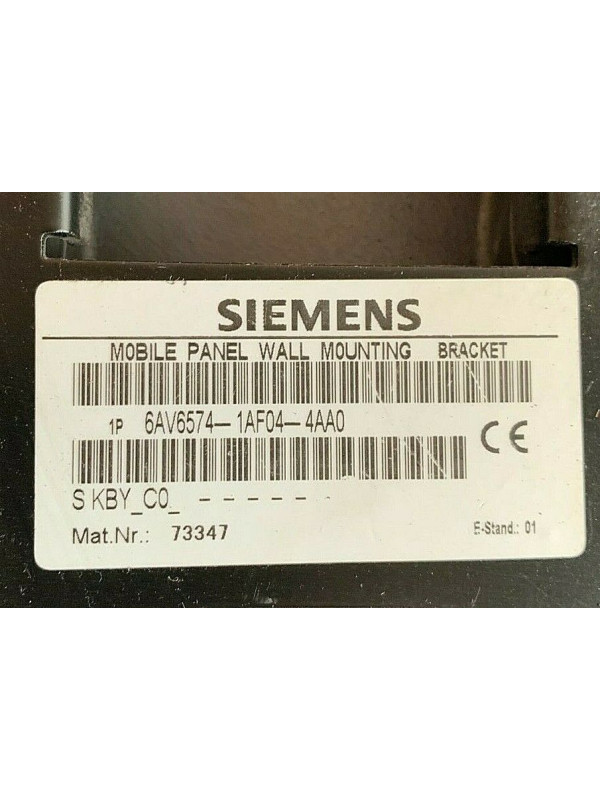 SIEMENS
MOBILE PANEL WALL MOUNTING BRACKET
1P 6AV6574-1AF04-4AA0
CE
S KBY_C0_ - - - - - -
Mat.Nr.: 73347
E-Stand.: 01